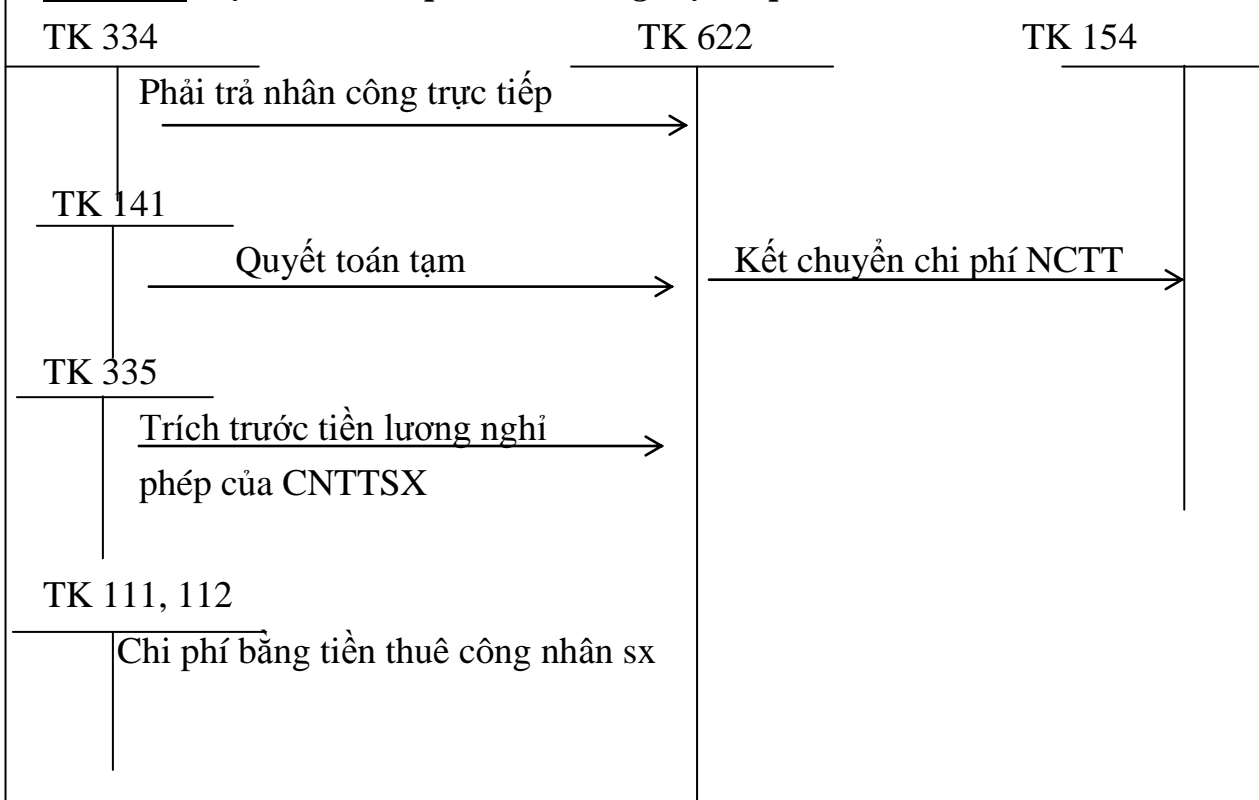 TK 334 TK 622 TK 154
Phải trả nhân công trực tiếp
TK 141
Quyết toán tạm Kết chuyển chi phí NCTT
TK 335
Trích trước tiền lương nghỉ
phép của CNTTSX
TK 111, 112
Chi phí bằng tiền thuê công nhân sx